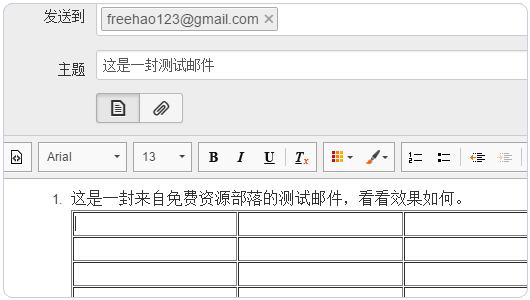 发送到
freehao123@gmail.com ×
主题
这是一封测试邮件
Arial
13
B I U Tx
1. 这是一封来自免费资源部落的测试邮件，看看效果如何。